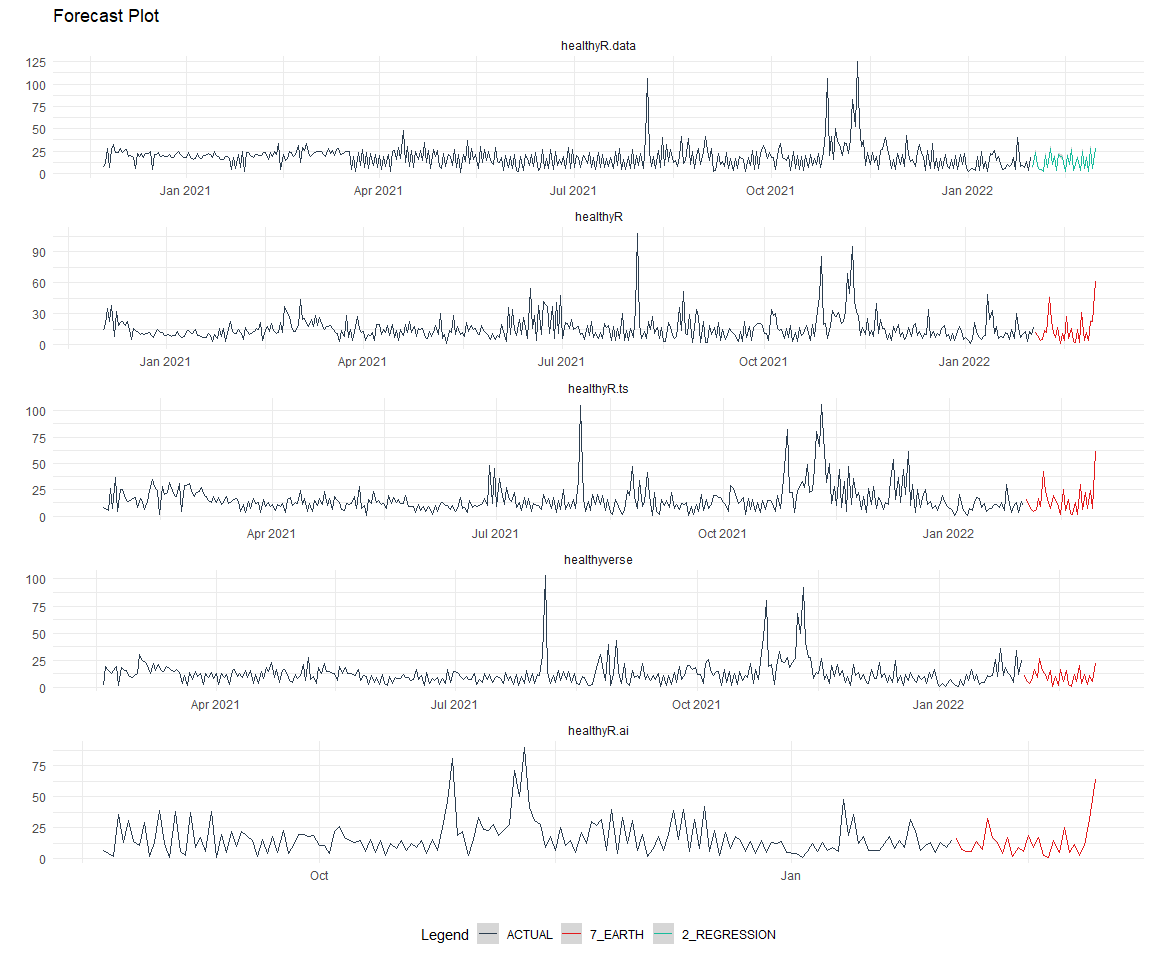 Forecast Plot
healthyR.data
125
100
75
50
25
0
Jan 2021 Apr 2021 Jul 2021 Oct 2021 Jan 2022
healthyR
90
60
30
0
Jan 2021 Apr 2021 Jul 2021 Oct 2021 Jan 2022
healthyR.ts
100
75
50
25
0
Apr 2021 Jul 2021 Oct 2021 Jan 2022
healthyverse
100
75
50
25
0
Apr 2021 Jul 2021 Oct 2021 Jan 2022
healthyR.ai
75
50
25
0
Oct Jan
Legend ACTUAL 7_EARTH 2_REGRESSION